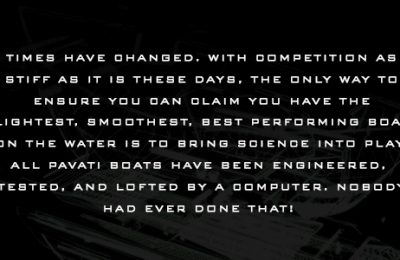 TIMES HAVE CHANGED. WITH COMPETITION AS
STIFF AS IT IS THESE DAYS, THE ONLY WAY TO
ENSURE YOU CAN CLAIM YOU HAVE THE
LIGHTEST, SMOOTHEST, BEST PERFORMING BOA
ON THE WATER IS TO BRING SCIENCE INTO PLAY
ALL PAVATI BOATS HAVE BEEN ENGINEERED,
TESTED, AND LOFTED BY A COMPUTER. NOBODY
HAD EVER DONE THAT!